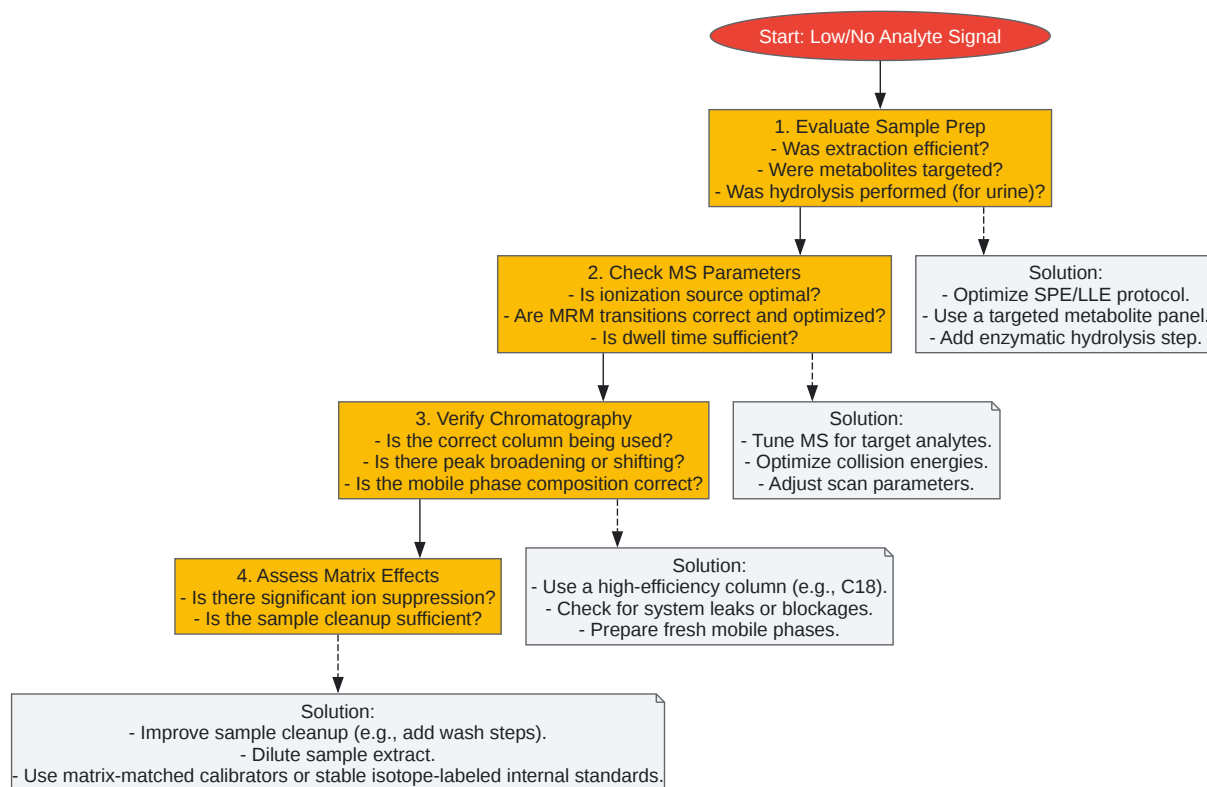 Start: Low/No Analyte Signal
1. Evaluate Sample Prep
- Was extraction efficient?
- Were metabolites targeted?
- Was hydrolysis performed (for urine)?
2. Check MS Parameters
- Is ionization source optimal?
- Are MRM transitions correct and optimized?
- Is dwell time sufficient?
Solution:
- Optimize SPE/LLE protocol.
- Use a targeted metabolite panel.
- Add enzymatic hydrolysis step.
3. Verify Chromatography
- Is the correct column being used?
- Is there peak broadening or shifting?
- Is the mobile phase composition correct?
Solution:
- Tune MS for target analytes.
- Optimize collision energies.
- Adjust scan parameters.
4. Assess Matrix Effects
- Is there significant ion suppression?
- Is the sample cleanup sufficient?
Solution:
- Use a high-efficiency column (e.g., C18).
- Check for system leaks or blockages.
- Prepare fresh mobile phases.
Solution:
- Improve sample cleanup (e.g., add wash steps).
- Dilute sample extract.
- Use matrix-matched calibrators or stable isotope-labeled internal standards.